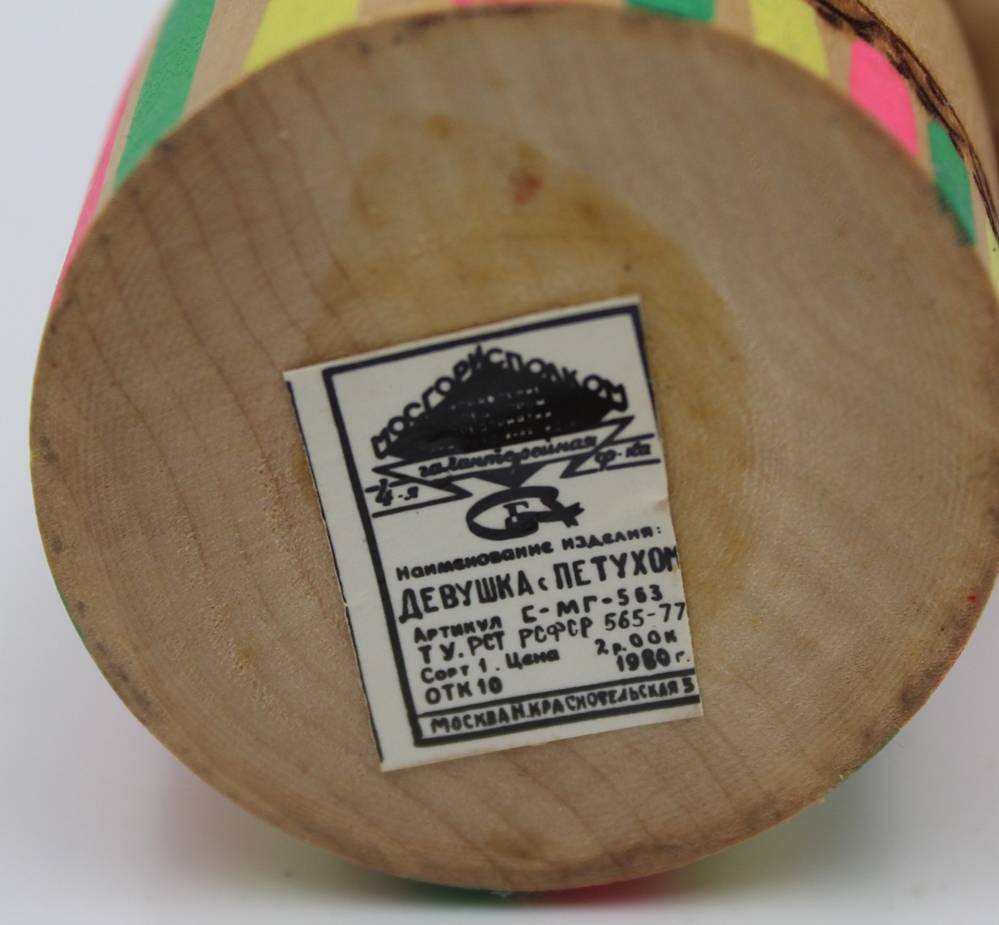 МОСГОРИСПОЛКОМ
галантерейная
4-я ф-ка
Наименование изделия:
ДЕВУШКА с ПЕТУХОМ
АРТИКУЛ Е-МГ-563
ТУ.РСТ РСФСР 565-77
Сорт 1. Цена 2р.00к
ОТК 10 1980 г.
МОСКВА Н.КРАСНОСЕЛЬСКАЯ 5